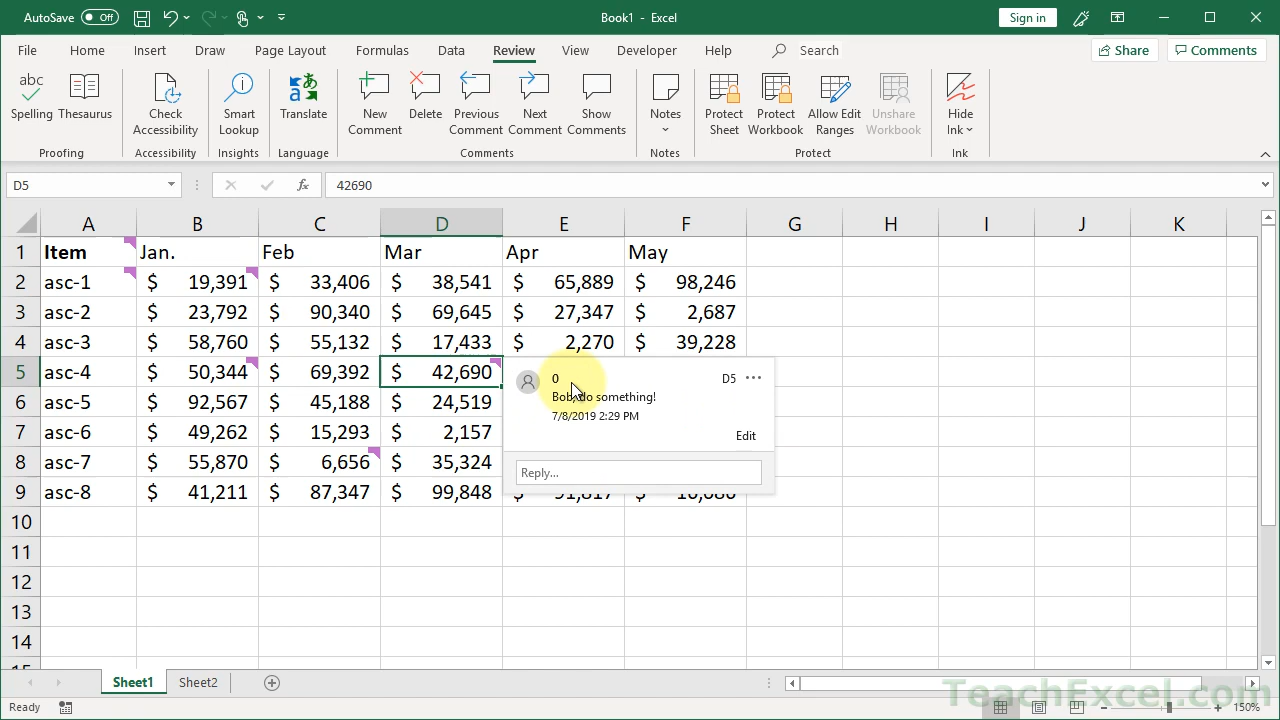 AutoSave Off Book1 - Excel Sign in
File Home Insert Draw Page Layout Formulas Data Review View Developer Help Search Share Comments
abc
Spelling Thesaurus Check Accessibility Smart Lookup Translate New Comment Delete Previous Comment Next Comment Show Comments Notes Protect Sheet Protect Workbook Allow Edit Ranges Unshare Workbook Hide Ink
Proofing Accessibility Insights Language Comments Notes Protect Ink
D5 fx 42690
A B C D E F G H I J K
1 Item Jan. Feb Mar Apr May
2 asc-1 $ 19,391 $ 33,406 $ 38,541 $ 65,889 $ 98,246
3 asc-2 $ 23,792 $ 90,340 $ 69,645 $ 27,347 $ 2,687
4 asc-3 $ 58,760 $ 55,132 $ 17,433 $ 2,270 $ 39,228
5 asc-4 $ 50,344 $ 69,392 $ 42,690
6 asc-5 $ 92,567 $ 45,188 $ 24,519
7 asc-6 $ 49,262 $ 15,293 $ 2,157
8 asc-7 $ 55,870 $ 6,656 $ 35,324
9 asc-8 $ 41,211 $ 87,347 $ 99,848 $ $
10
11
12
13
14
0 D5
Bob, do something!
7/8/2019 2:29 PM
Edit
Reply...
Sheet1 Sheet2
TeachExcel.com
Ready 150%